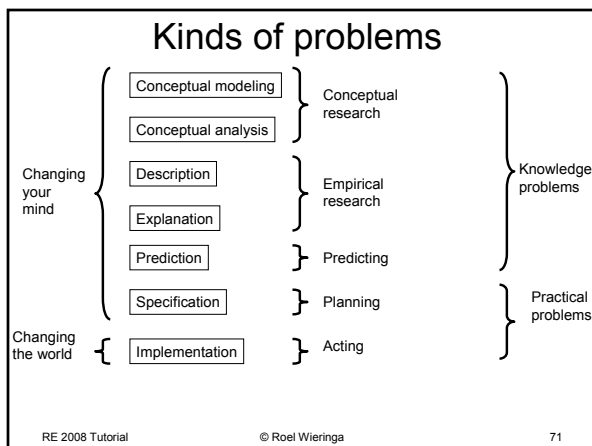 Kinds of problems
Conceptual modeling
Conceptual analysis
Conceptual
research
Changing
your
mind
Description
Explanation
Empirical
research
Knowledge
problems
Prediction
Predicting
Specification
Planning
Practical
problems
Changing
the world
Implementation
Acting
RE 2008 Tutorial
© Roel Wieringa
71